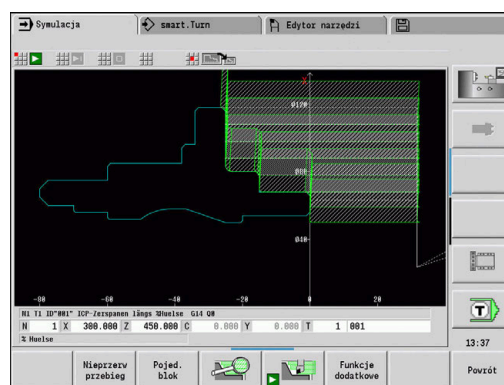 Symulacja
smart.Turn
Edytor narzędzi
X
Ø120
Ø80
Ø40
-80 -60 -40 -20 0 20
N1 T1 ID"001" ICP-Zerspanen längs %Huelse G14 Q0
N 1 X 300.000 Z 450.000 C 0.000 Y 0.000 T 1 001
% Huelse
T
13:37
Nieprzerw przebieg
Pojed. blok
Funkcje dodatkowe
Powrót